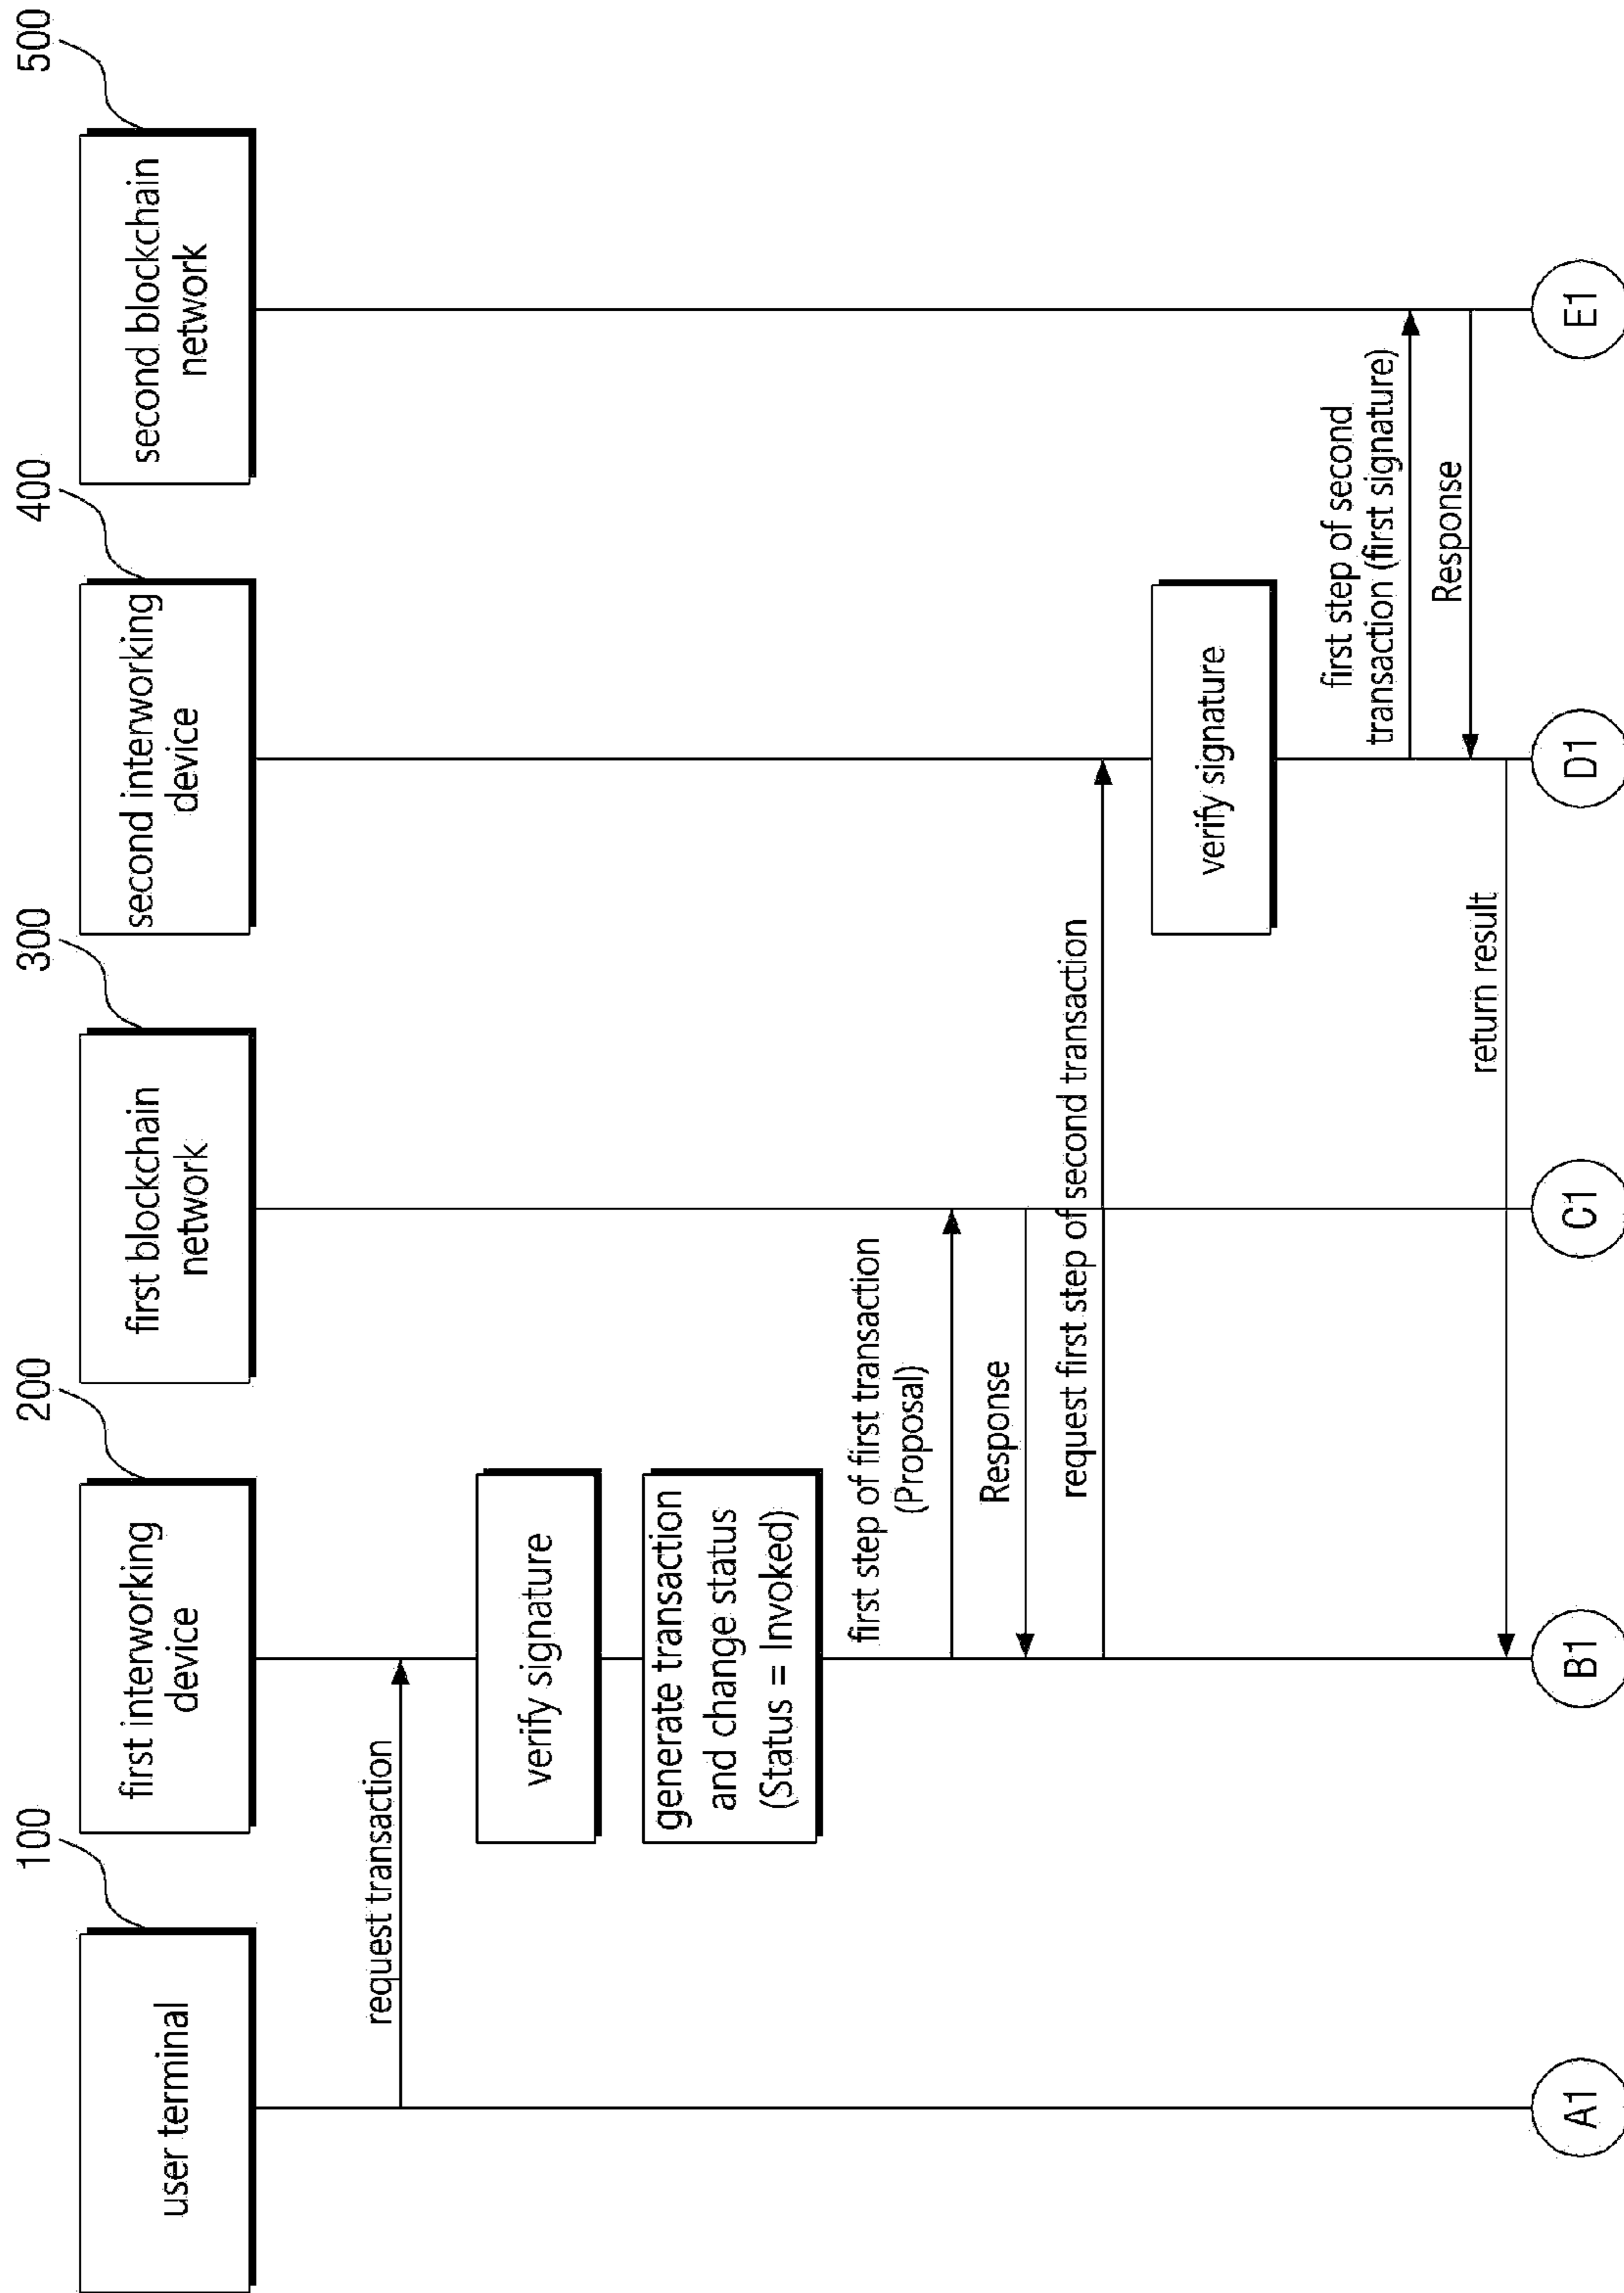 100
200
300
400
500
user terminal
first interworking
device
first blockchain
network
second interworking
device
second blockchain
network
request transaction
verify signature
generate transaction
and change status
(Status = Invoked)
first step of first transaction
(Proposal)
Response
request first step of second transaction
verify signature
first step of second
transaction (first signature)
Response
return result
A1
B1
C1
D1
E1